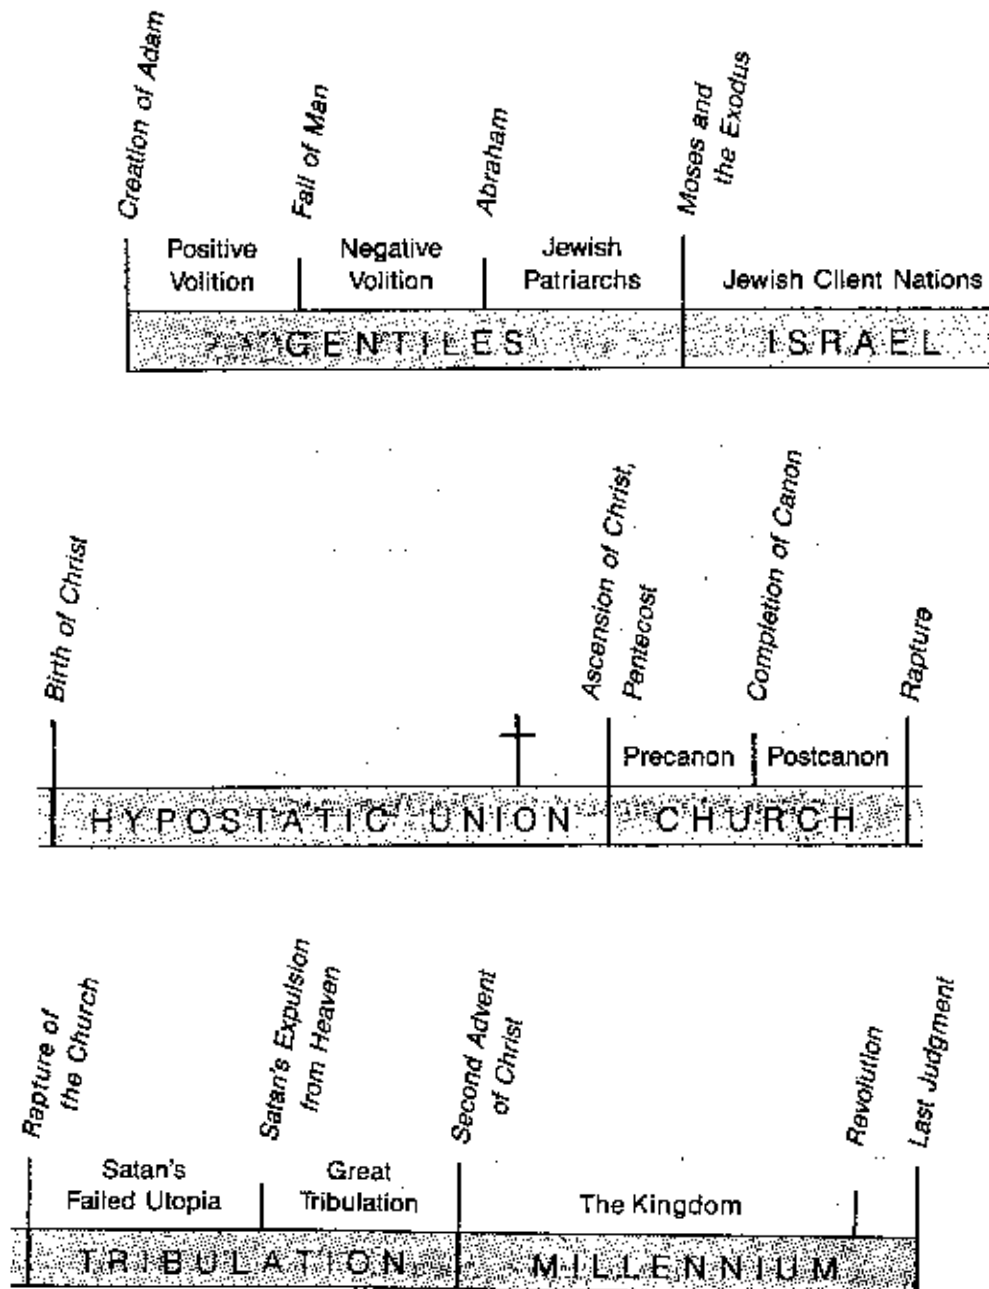 Creation of Adam
Fall of Man
Abraham
Moses and
the Exodus
Positive
Volition
Negative
Volition
Jewish
Patriarchs
Jewish Client Nations
GENTILES
ISRAEL
Birth of Christ
Ascension of Christ,
Pentecost
Completion of Canon
Rapture
Precanon
Postcanon
HYPOSTATIC UNION
CHURCH
Rapture of
the Church
Satan's Expulsion
from Heaven
Second Advent
of Christ
Revolution
Last Judgment
Satan's
Failed Utopia
Great
Tribulation
The Kingdom
TRIBULATION
MILLENNIUM